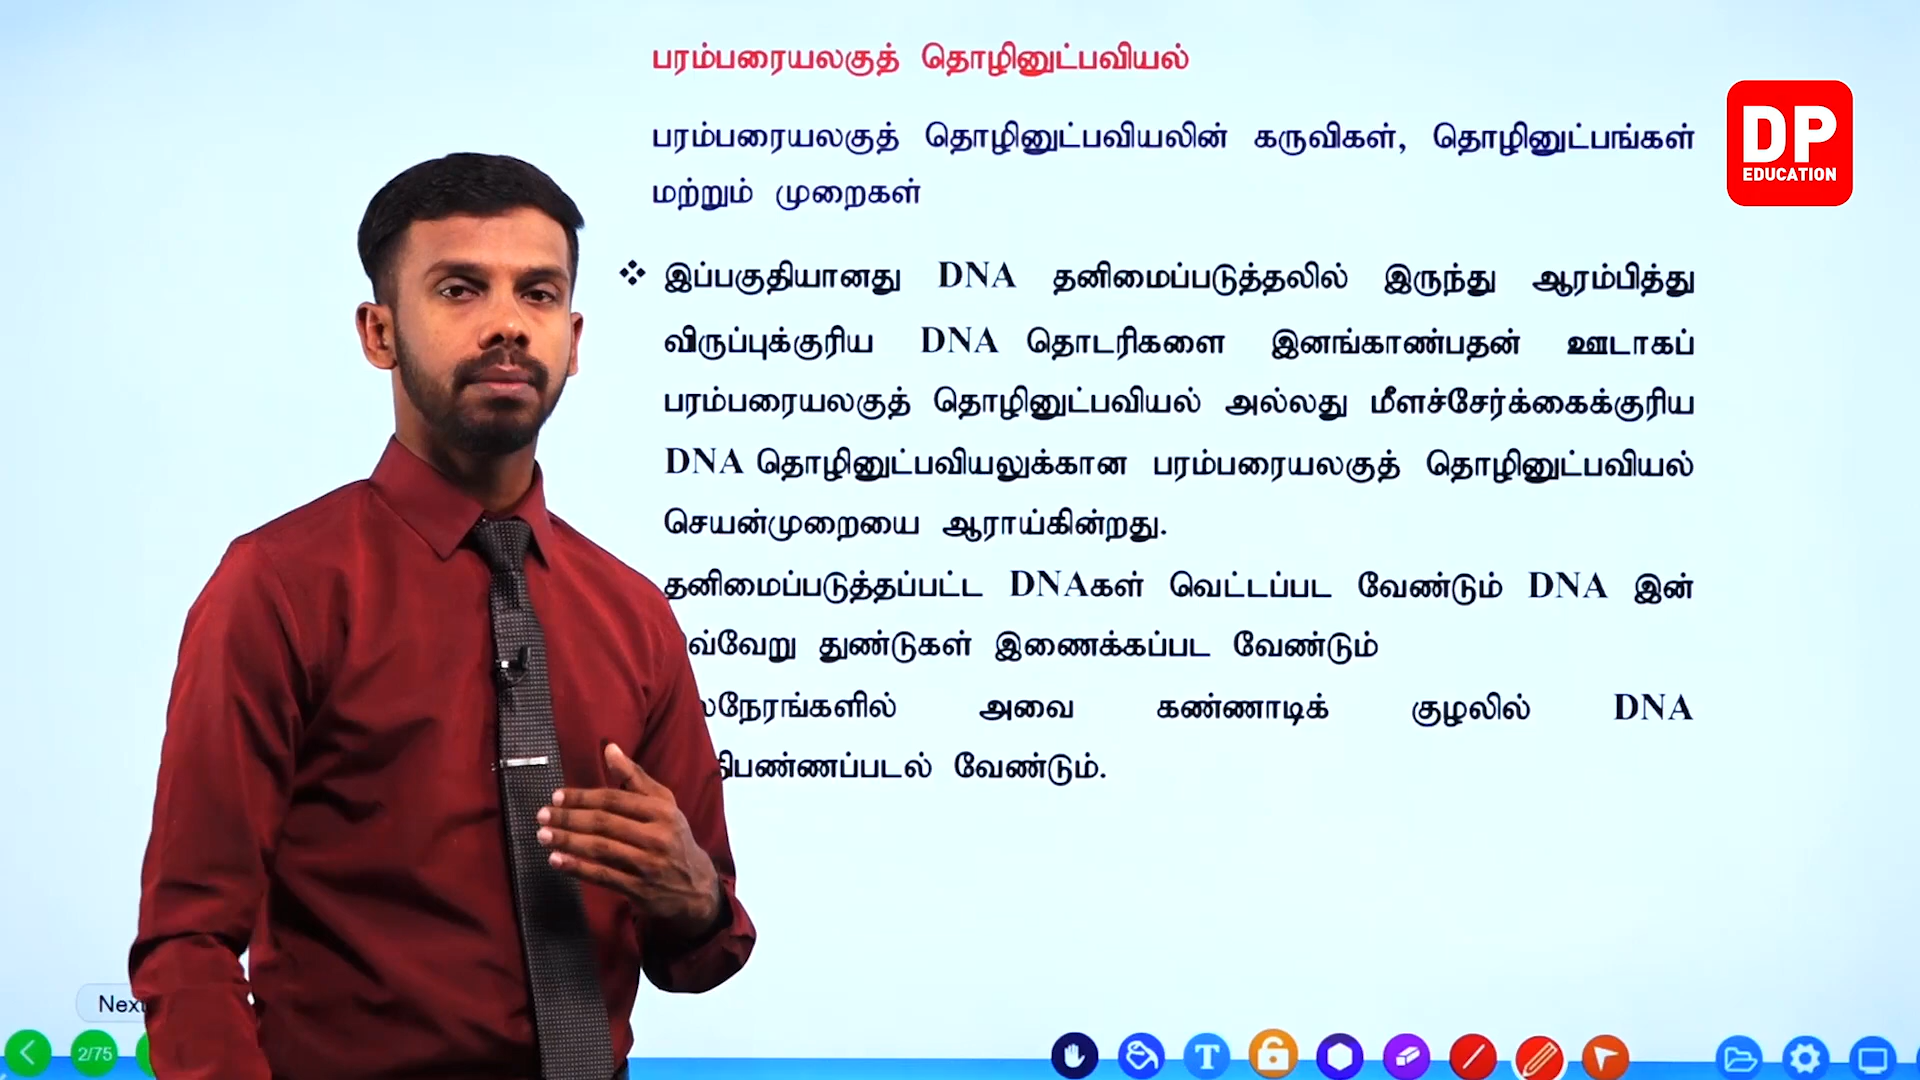 பரம்பரையலகுத் தொழினுட்பவியல்
பரம்பரையலகுத் தொழினுட்பவியலின் கருவிகள், தொழினுட்பங்கள்
மற்றும் முறைகள்
DP
EDUCATION
❖ இப்பகுதியானது DNA தனிமைப்படுத்தலில் இருந்து ஆரம்பித்து
விருப்புக்குரிய DNA தொடரிகளை இனங்காண்பதன் ஊடாகப்
பரம்பரையலகுத் தொழினுட்பவியல் அல்லது மீளச்சேர்க்கைக்குரிய
DNA தொழினுட்பவியலுக்கான பரம்பரையலகுத் தொழினுட்பவியல்
செயன்முறையை ஆராய்கின்றது.
தனிமைப்படுத்தப்பட்ட DNAகள் வெட்டப்பட வேண்டும் DNA இன்
துண்டுகள் இணைக்கப்பட வேண்டும்
அவை கண்ணாடிக் குழலில் DNA
வேண்டும்.
Next
2/75
T